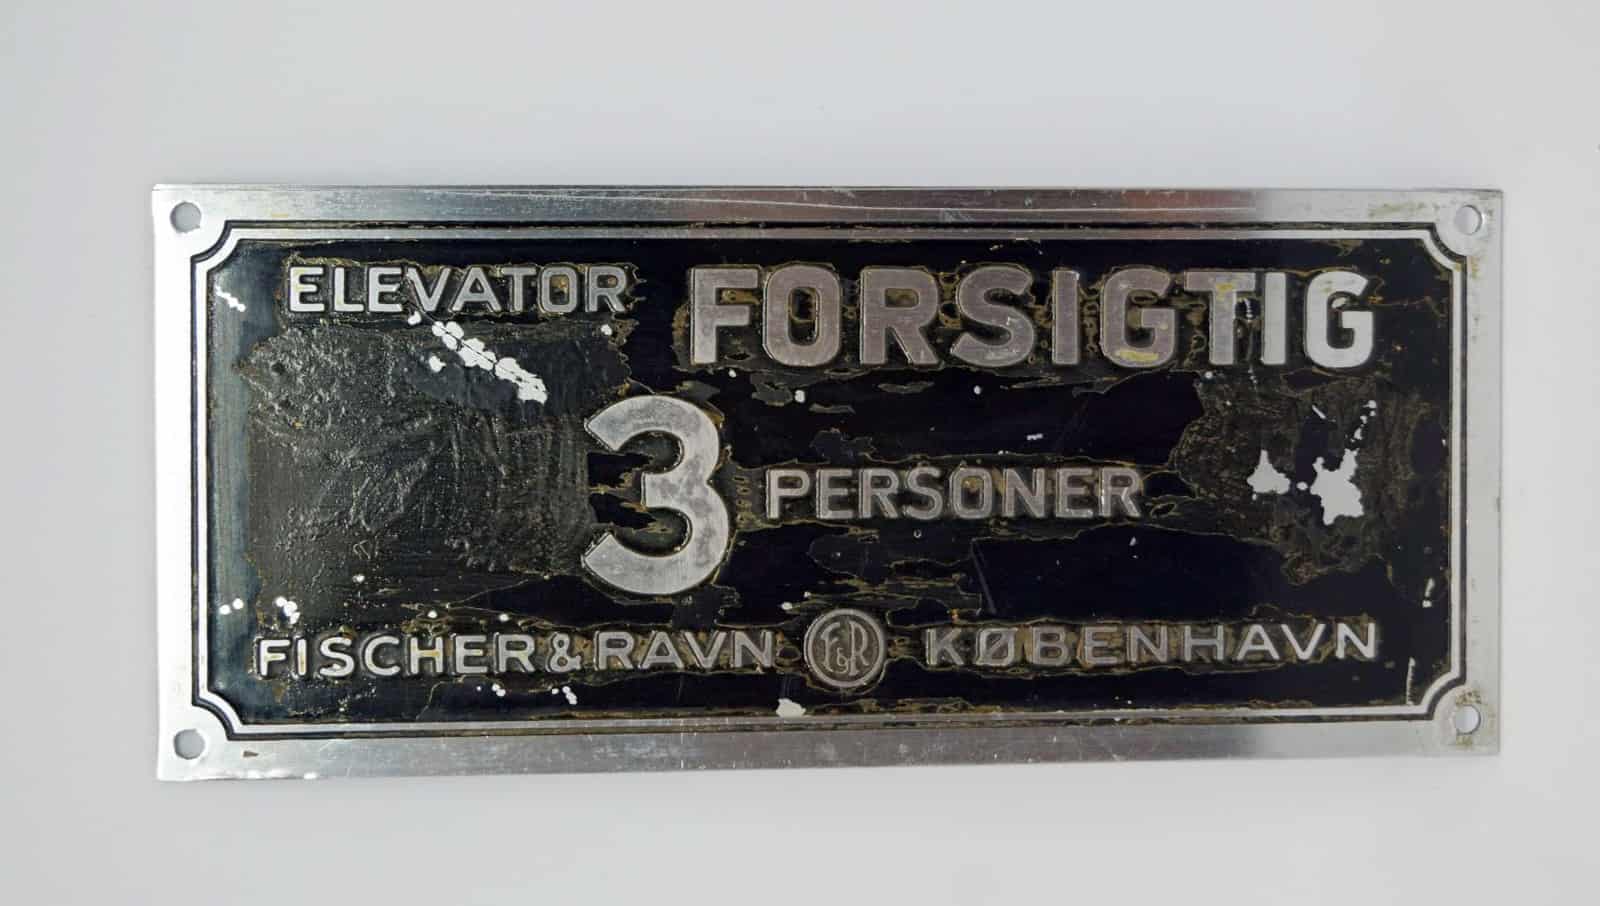 ELEVATOR FORSIGTIG
3 PERSONER
FISCHER & RAVN F&R KØBENHAVN